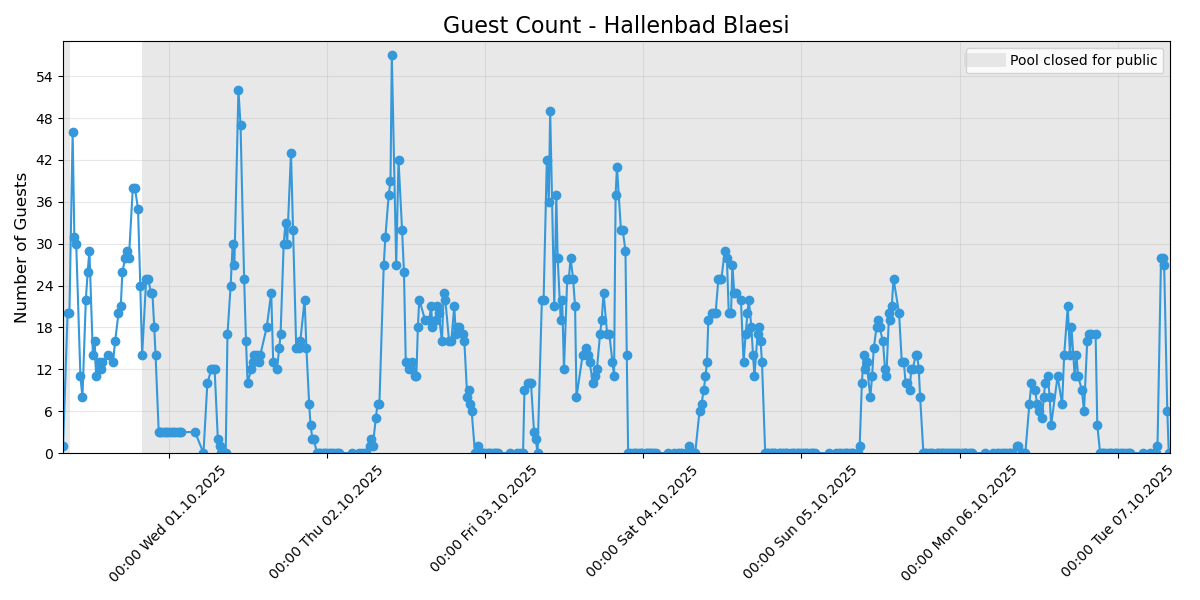 Guest Count - Hallenbad Blaesi
Pool closed for public
Number of Guests
54
48
42
36
30
24
18
12
6
0
00:00 Wed 01.10.2025
00:00 Thu 02.10.2025
00:00 Fri 03.10.2025
00:00 Sat 04.10.2025
00:00 Sun 05.10.2025
00:00 Mon 06.10.2025
00:00 Tue 07.10.2025